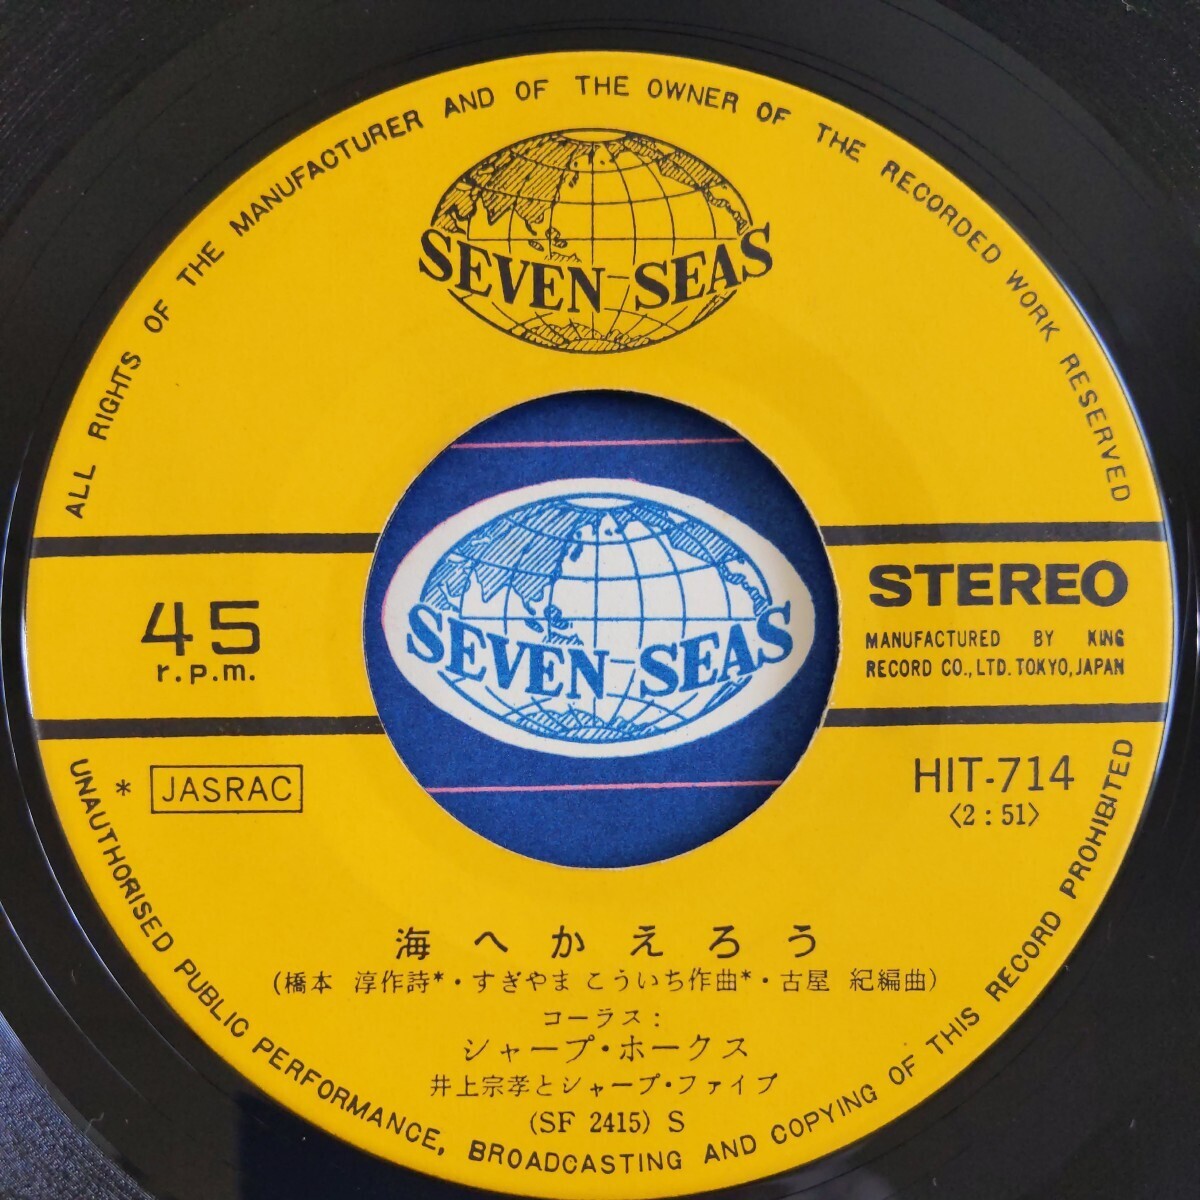 ALL RIGHTS OF THE MANUFACTURER AND OF THE OWNER OF THE RECORDED WORK RESERVED
SEVEN-SEAS
SEVEN-SEAS
45
r.p.m.
STEREO
MANUFACTURED BY KING
RECORD CO., LTD. TOKYO, JAPAN
* JASRAC
HIT-714
〈2:51〉
海へかえろう
(橋本 淳作詩*・すぎやま こういち作曲*・古屋 紀編曲)
コーラス:
シャープ・ホークス
井上宗孝とシャープ・ファイブ
(SF 2415) S
UNAUTHORISED PUBLIC PERFORMANCE, BROADCASTING AND COPYING OF THIS RECORD PROHIBITED